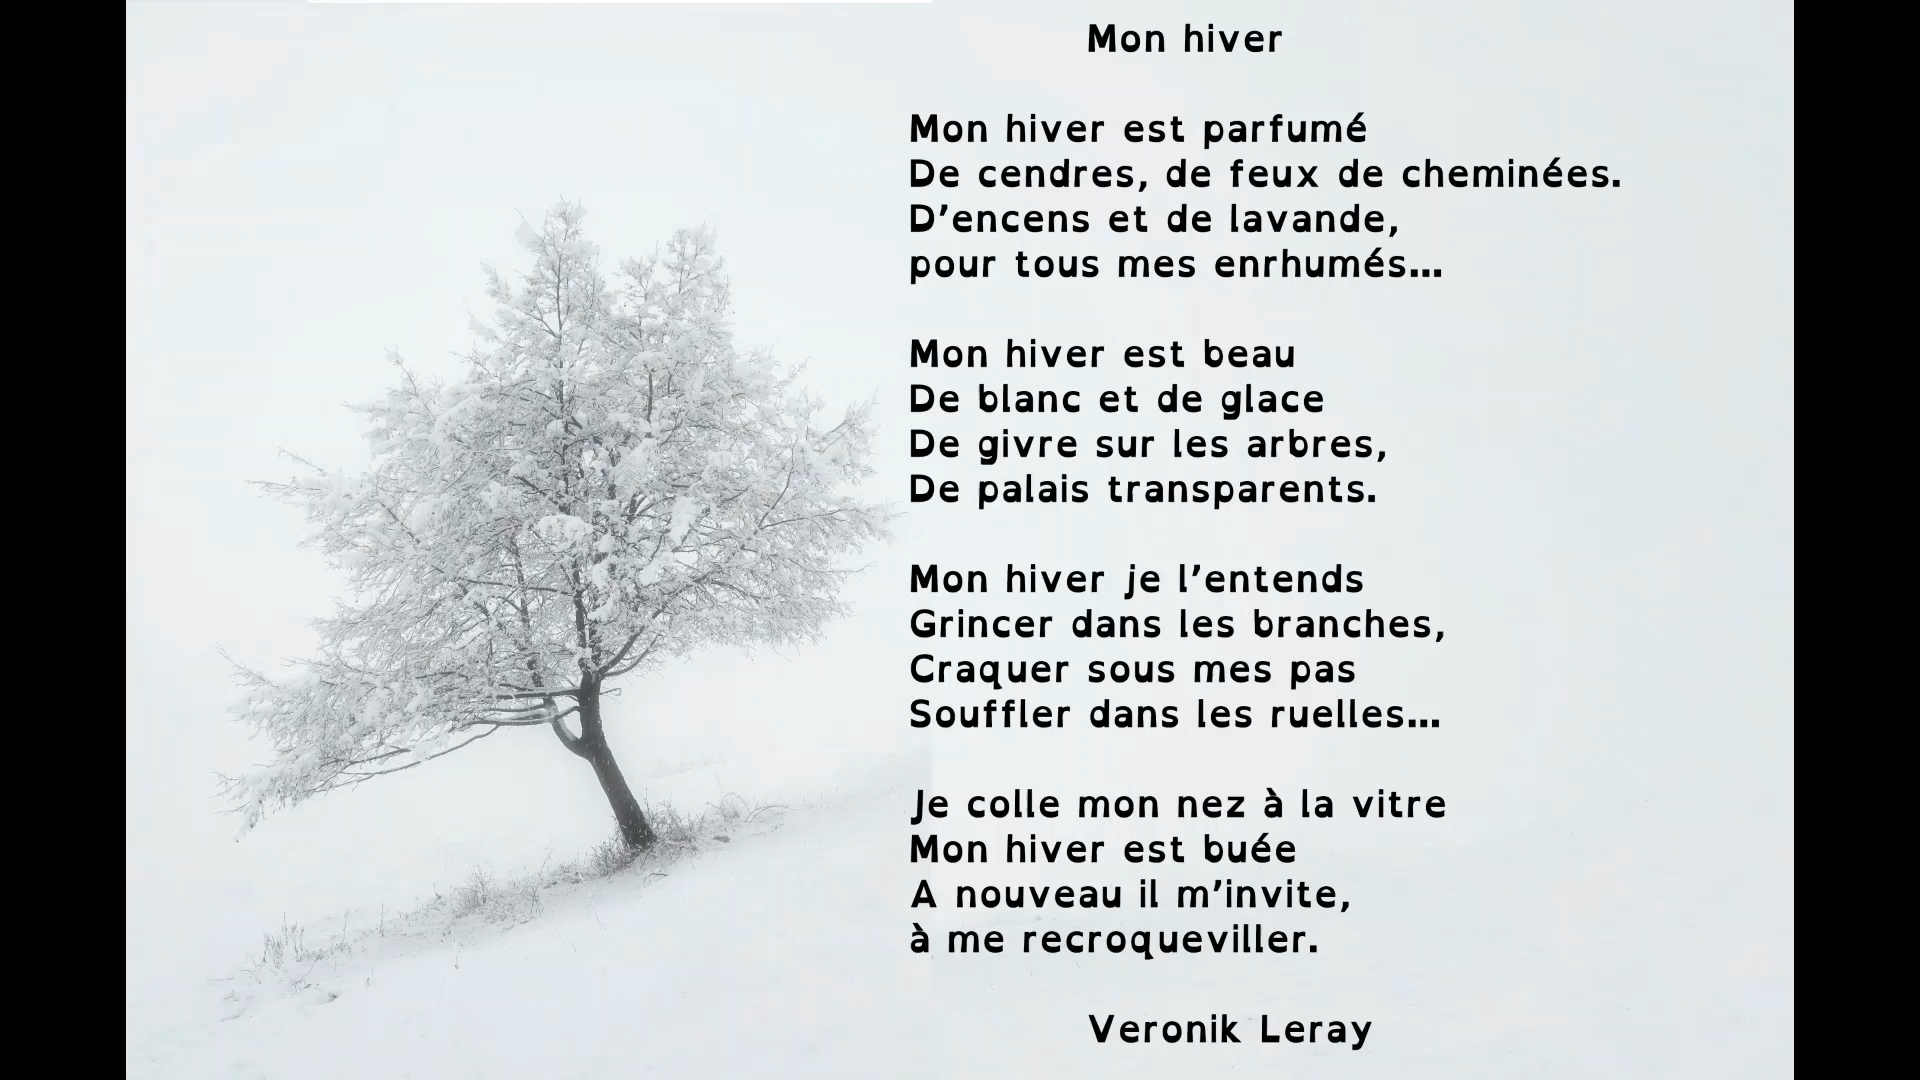 Mon hiver
Mon hiver est parfumé
De cendres, de feux de cheminées.
D’encens et de lavande,
pour tous mes enrhumés...
Mon hiver est beau
De blanc et de glace
De givre sur les arbres,
De palais transparents.
Mon hiver je l’entends
Grincer dans les branches,
Craquer sous mes pas
Souffler dans les ruelles...
Je colle mon nez à la vitre
Mon hiver est buée
A nouveau il m’invite,
à me recroqueviller.
Veronik Leray